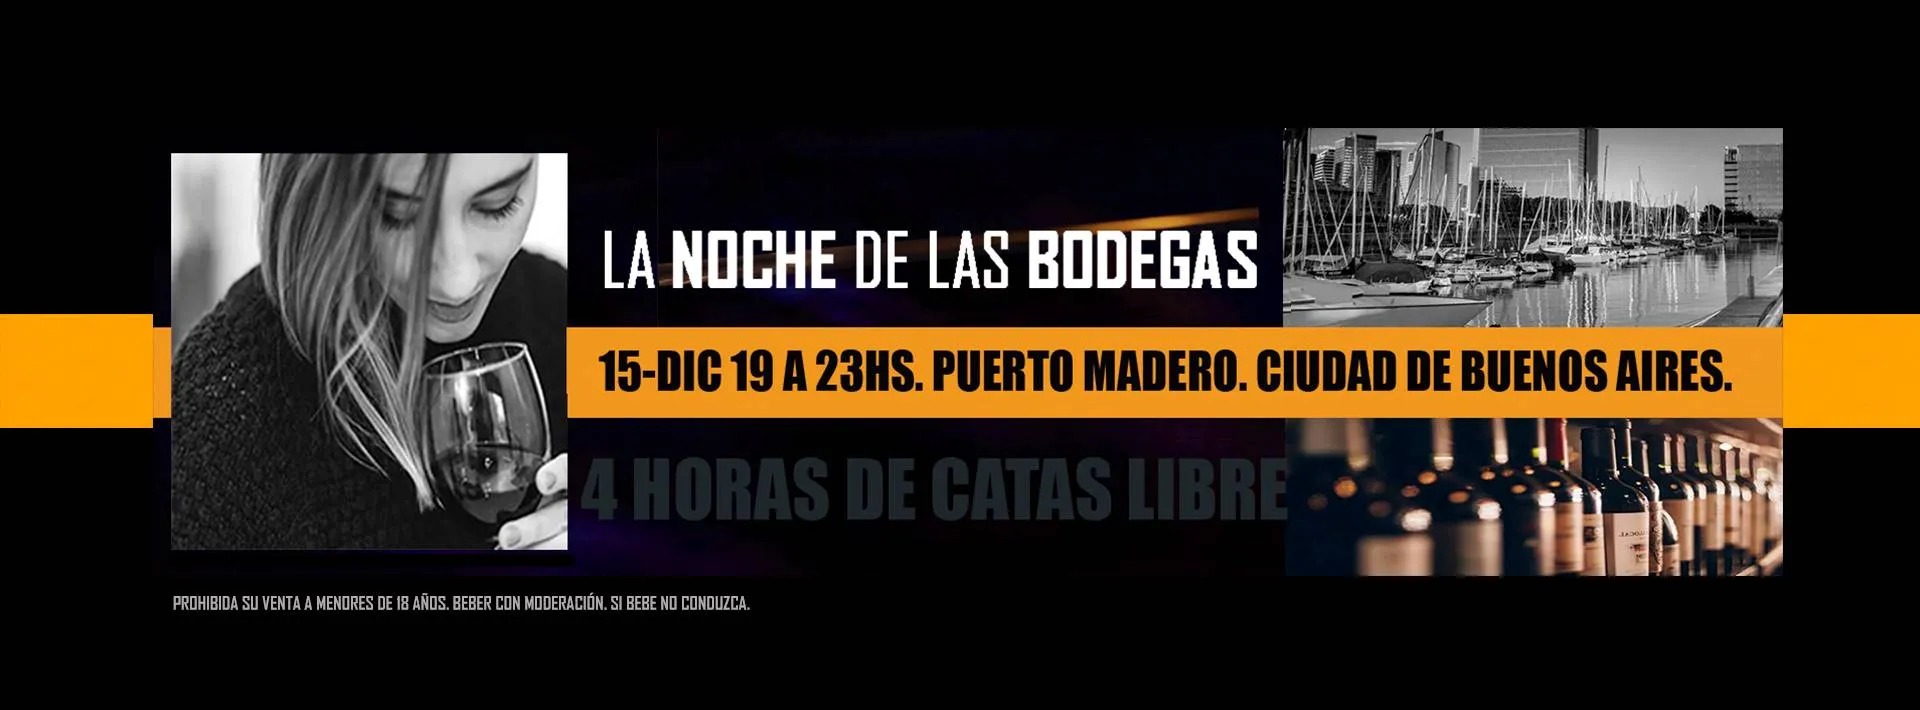 LA NOCHE DE LAS BODEGAS
15-DIC 19 A 23HS. PUERTO MADERO. CIUDAD DE BUENOS AIRES.
4 HORAS DE CATAS LIBRE
PROHIBIDA SU VENTA A MENORES DE 18 AÑOS. BEBER CON MODERACIÓN. SI BEBE NO CONDUZCA.